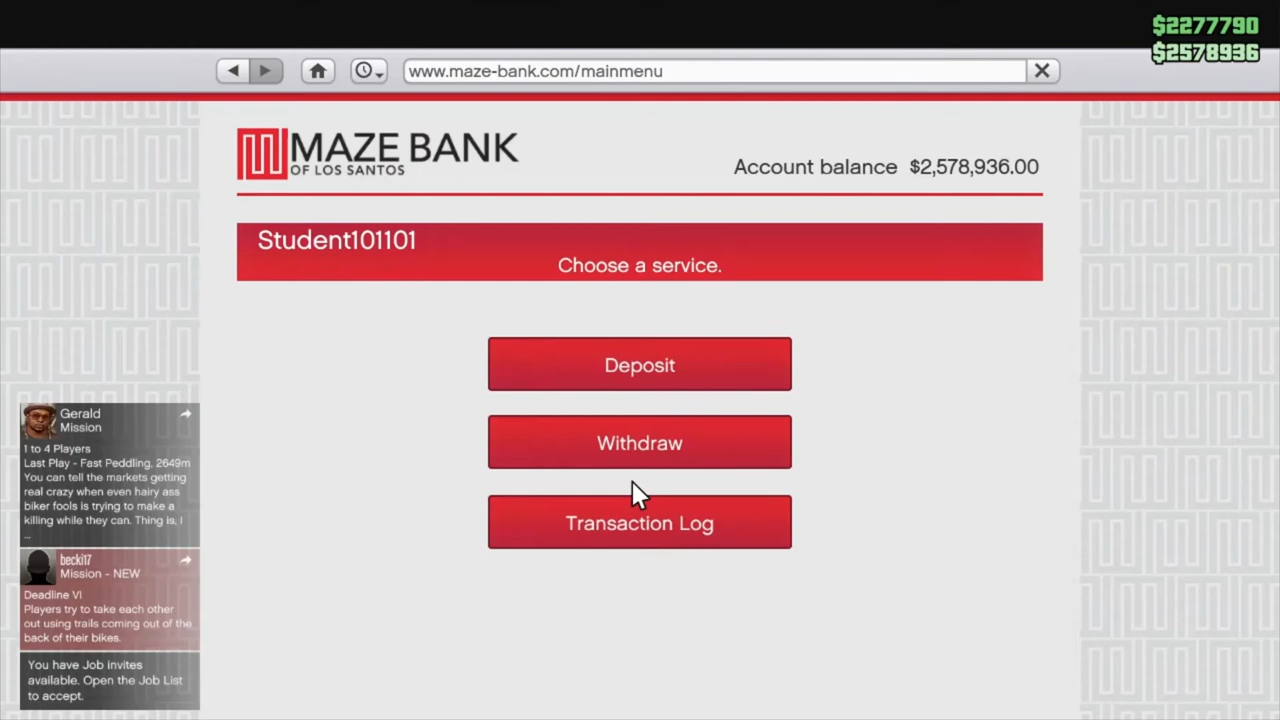 $2277790
$2578936
www.maze-bank.com/mainmenu
MAZE BANK
OF LOS SANTOS
Account balance $2,578,936.00
Student101101
Choose a service.
Deposit
Withdraw
Transaction Log
Gerald
Mission
1 to 4 Players
Last Play - Fast Peddling, 2649m
You can tell the markets getting
real crazy when even hairy ass
biker fools is trying to make a
killing while they can. Thing is, I
...
becki17
Mission - NEW
Deadline VI
Players try to take each other
out using trails coming out of the
back of their bikes.
You have Job invites
available. Open the Job List
to accept.